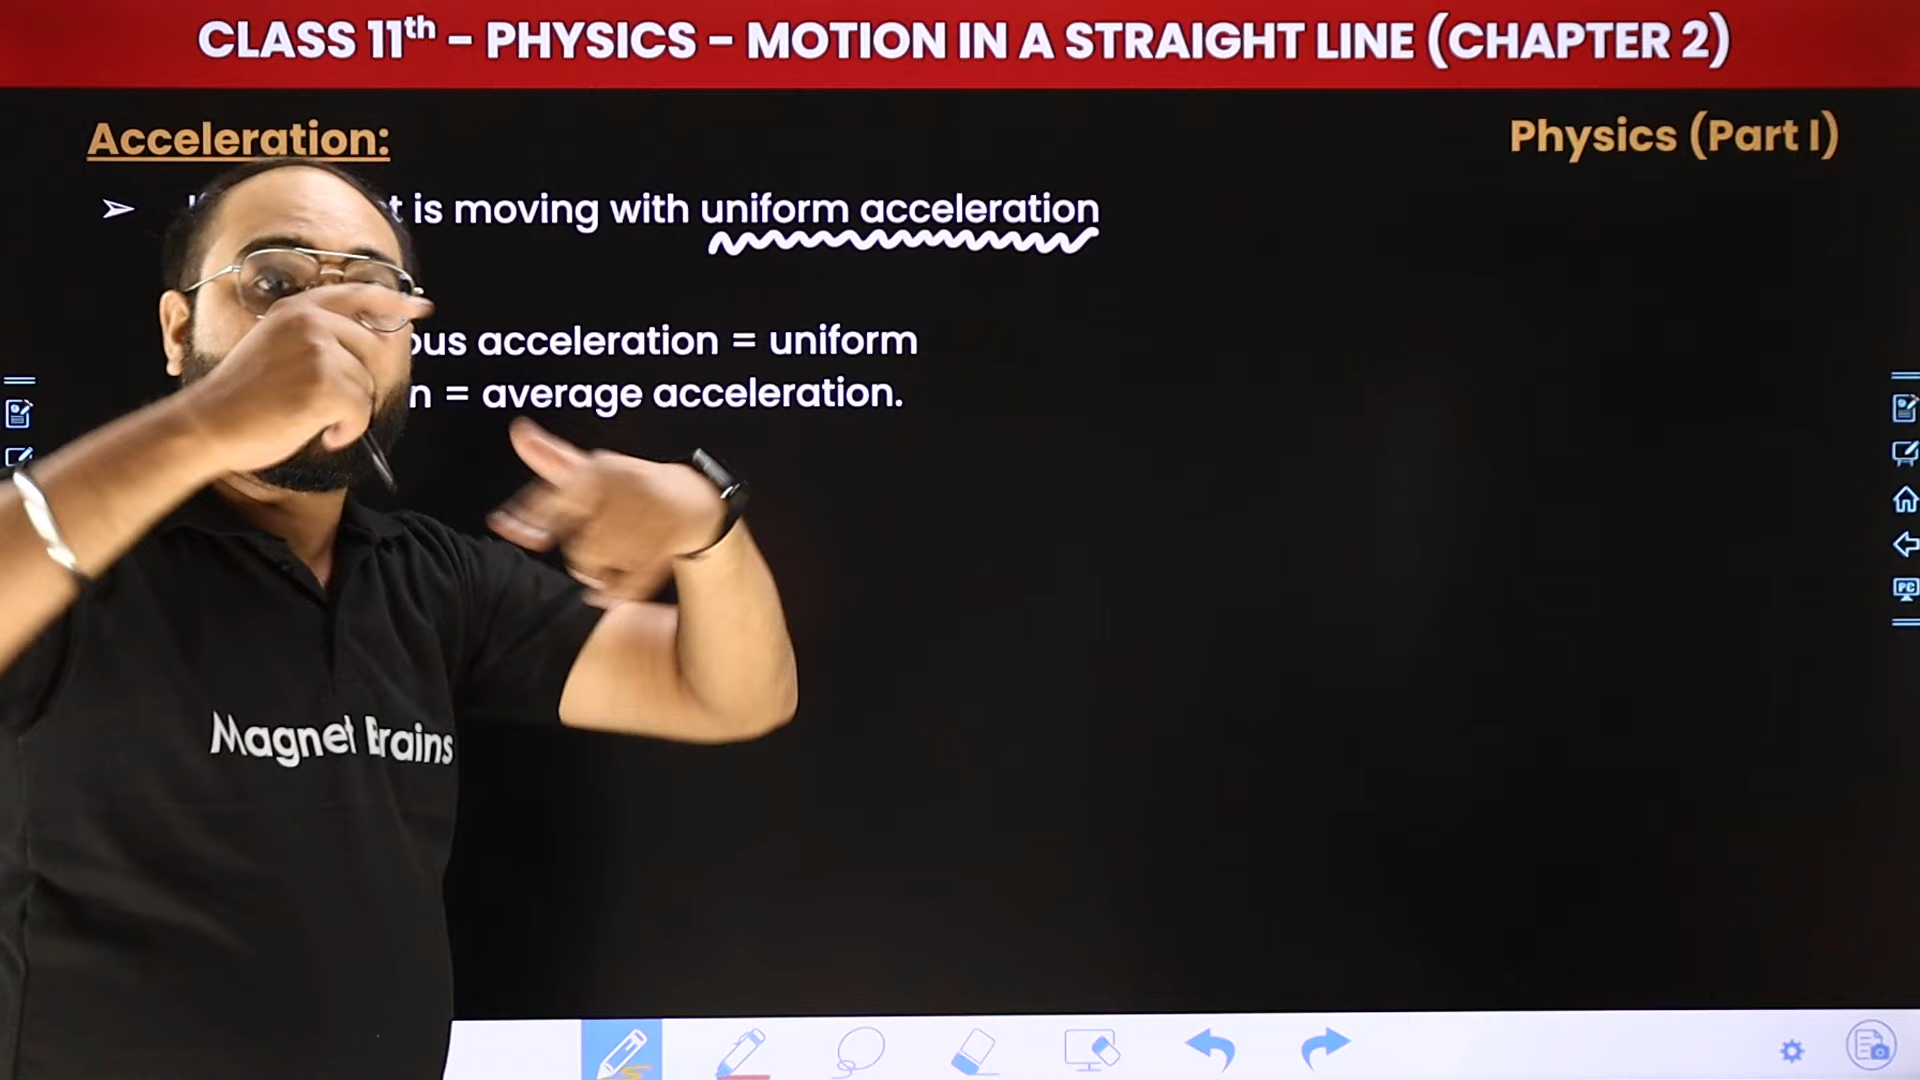 CLASS 11th - PHYSICS - MOTION IN A STRAIGHT LINE (CHAPTER 2)
Acceleration:
Physics (Part I)
➢ is moving with uniform acceleration
acceleration = uniform
= average acceleration.
Magnet Brains
PC